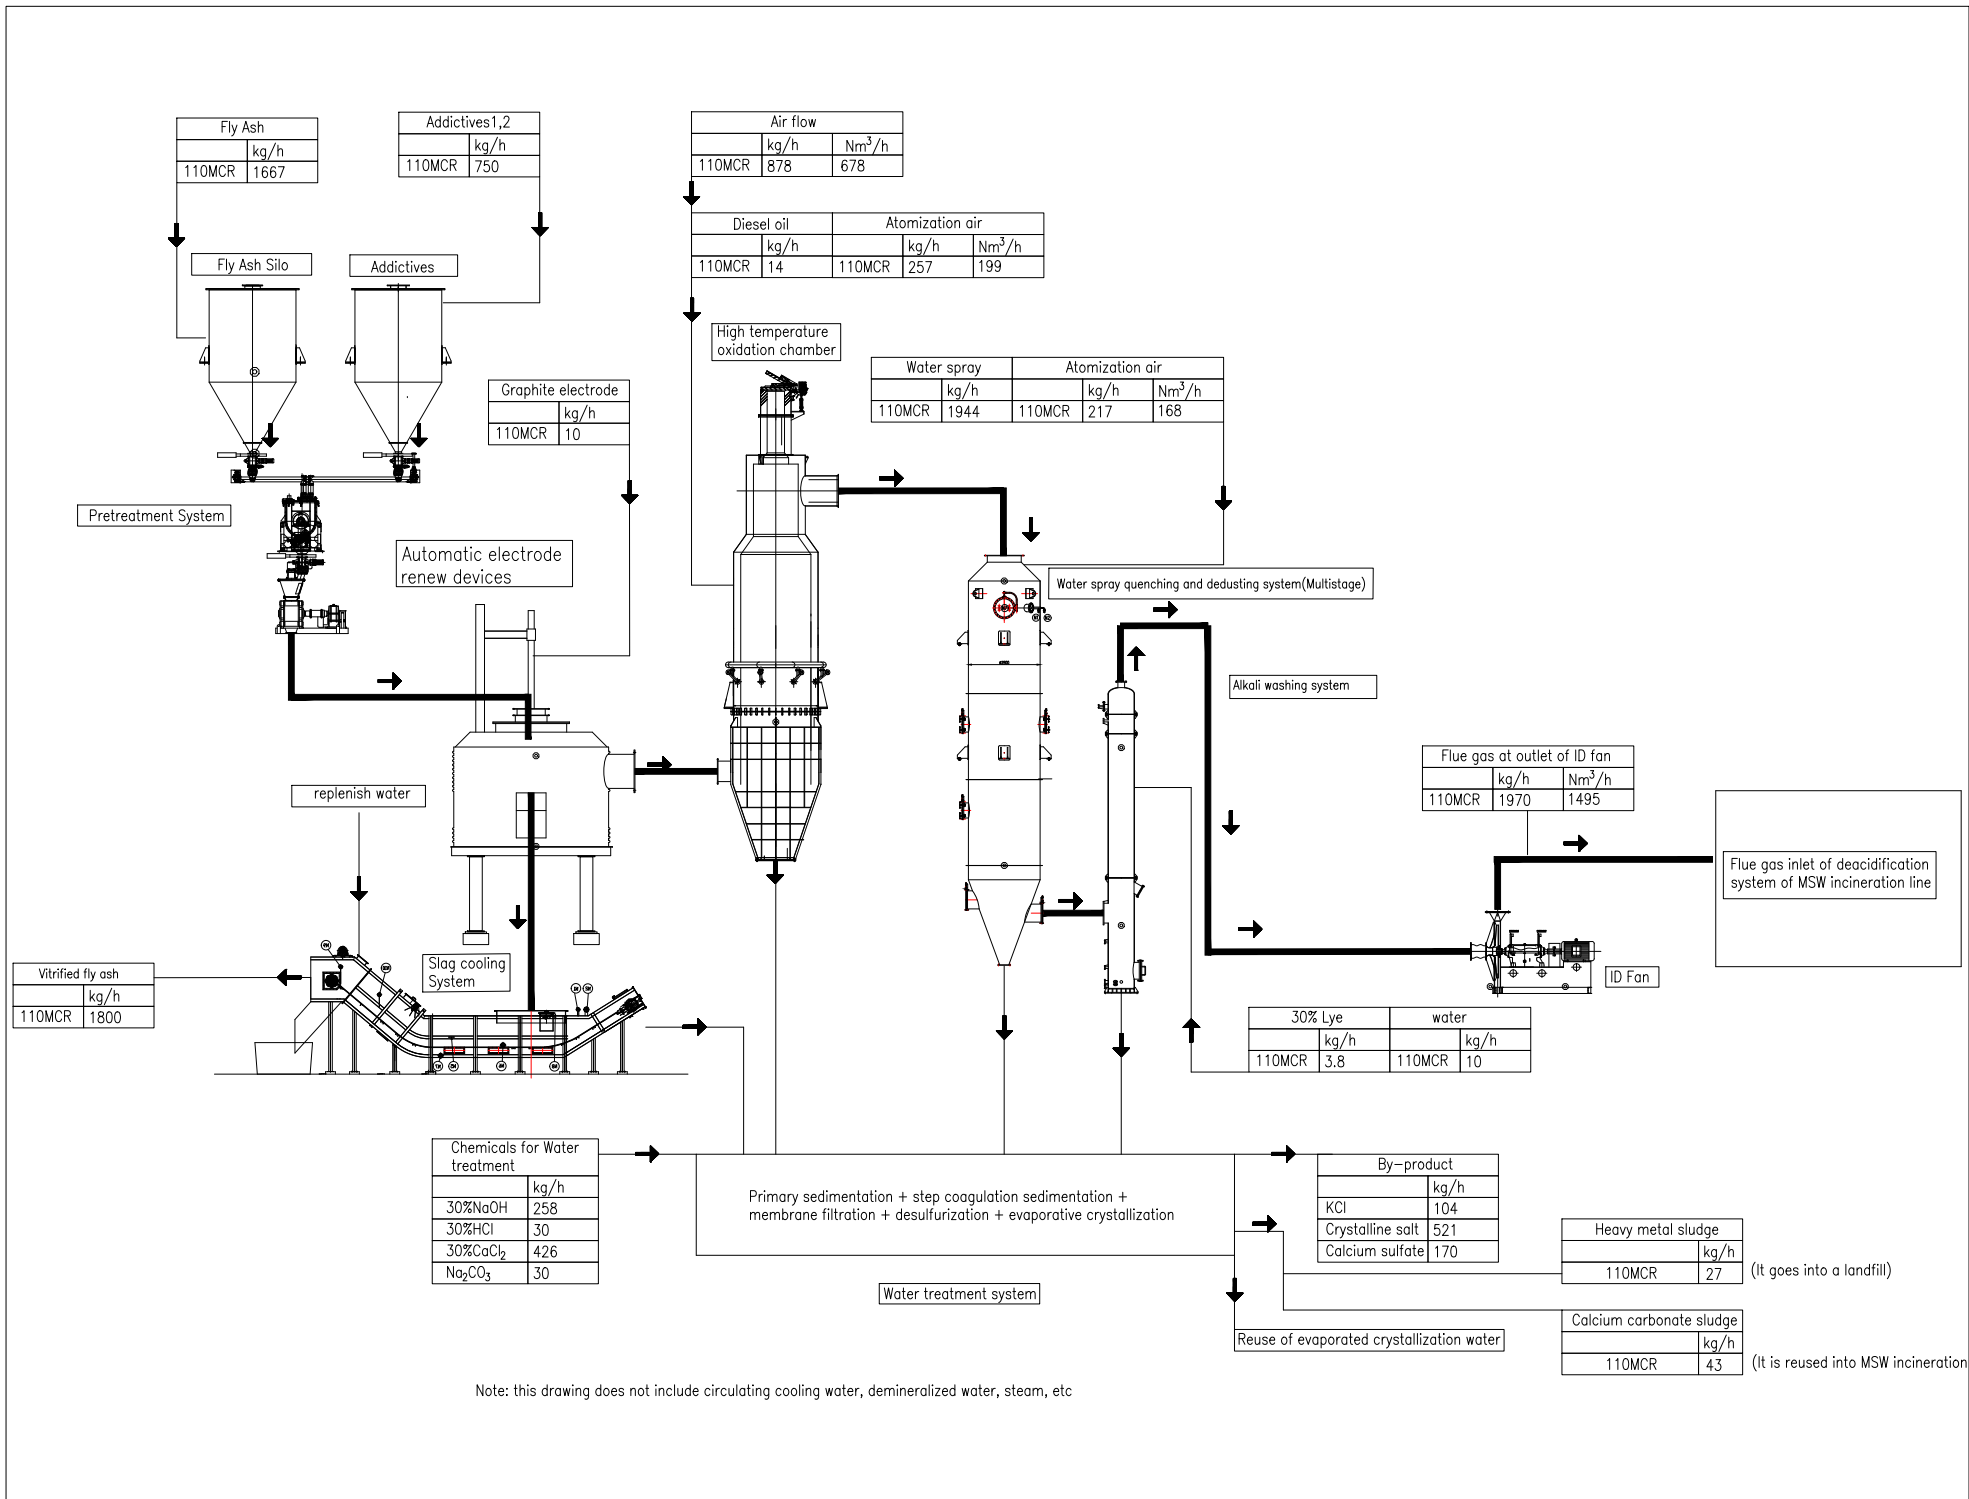 Fly Ash
kg/h
110MCR 1667
Addictives1,2
kg/h
110MCR 750
Air flow
kg/h Nm³/h
110MCR 878 678
Diesel oil Atomization air
kg/h kg/h Nm³/h
110MCR 14 110MCR 257 199
Fly Ash Silo
Addictives
High temperature
oxidation chamber
Water spray Atomization air
kg/h kg/h Nm³/h
110MCR 1944 110MCR 217 168
Graphite electrode
kg/h
110MCR 10
Pretreatment System
Automatic electrode
renew devices
Water spray quenching and dedusting system(Multistage)
Alkali washing system
replenish water
Flue gas at outlet of ID fan
kg/h Nm³/h
110MCR 1970 1495
Flue gas inlet of deacidification
system of MSW incineration line
Vitrified fly ash
kg/h
110MCR 1800
Slag cooling
System
ID Fan
30% Lye water
kg/h kg/h
110MCR 3.8 110MCR 10
Chemicals for Water
treatment
kg/h
30%NaOH 258
30%HCl 30
30%CaCl₂ 426
Na₂CO₃ 30
Primary sedimentation + step coagulation sedimentation +
membrane filtration + desulfurization + evaporative crystallization
By-product
kg/h
KCl 104
Crystalline salt 521
Calcium sulfate 170
Heavy metal sludge
kg/h
110MCR 27 (It goes into a landfill)
Water treatment system
Reuse of evaporated crystallization water
Calcium carbonate sludge
kg/h
110MCR 43 (It is reused into MSW incineration
Note: this drawing does not include circulating cooling water, demineralized water, steam, etc